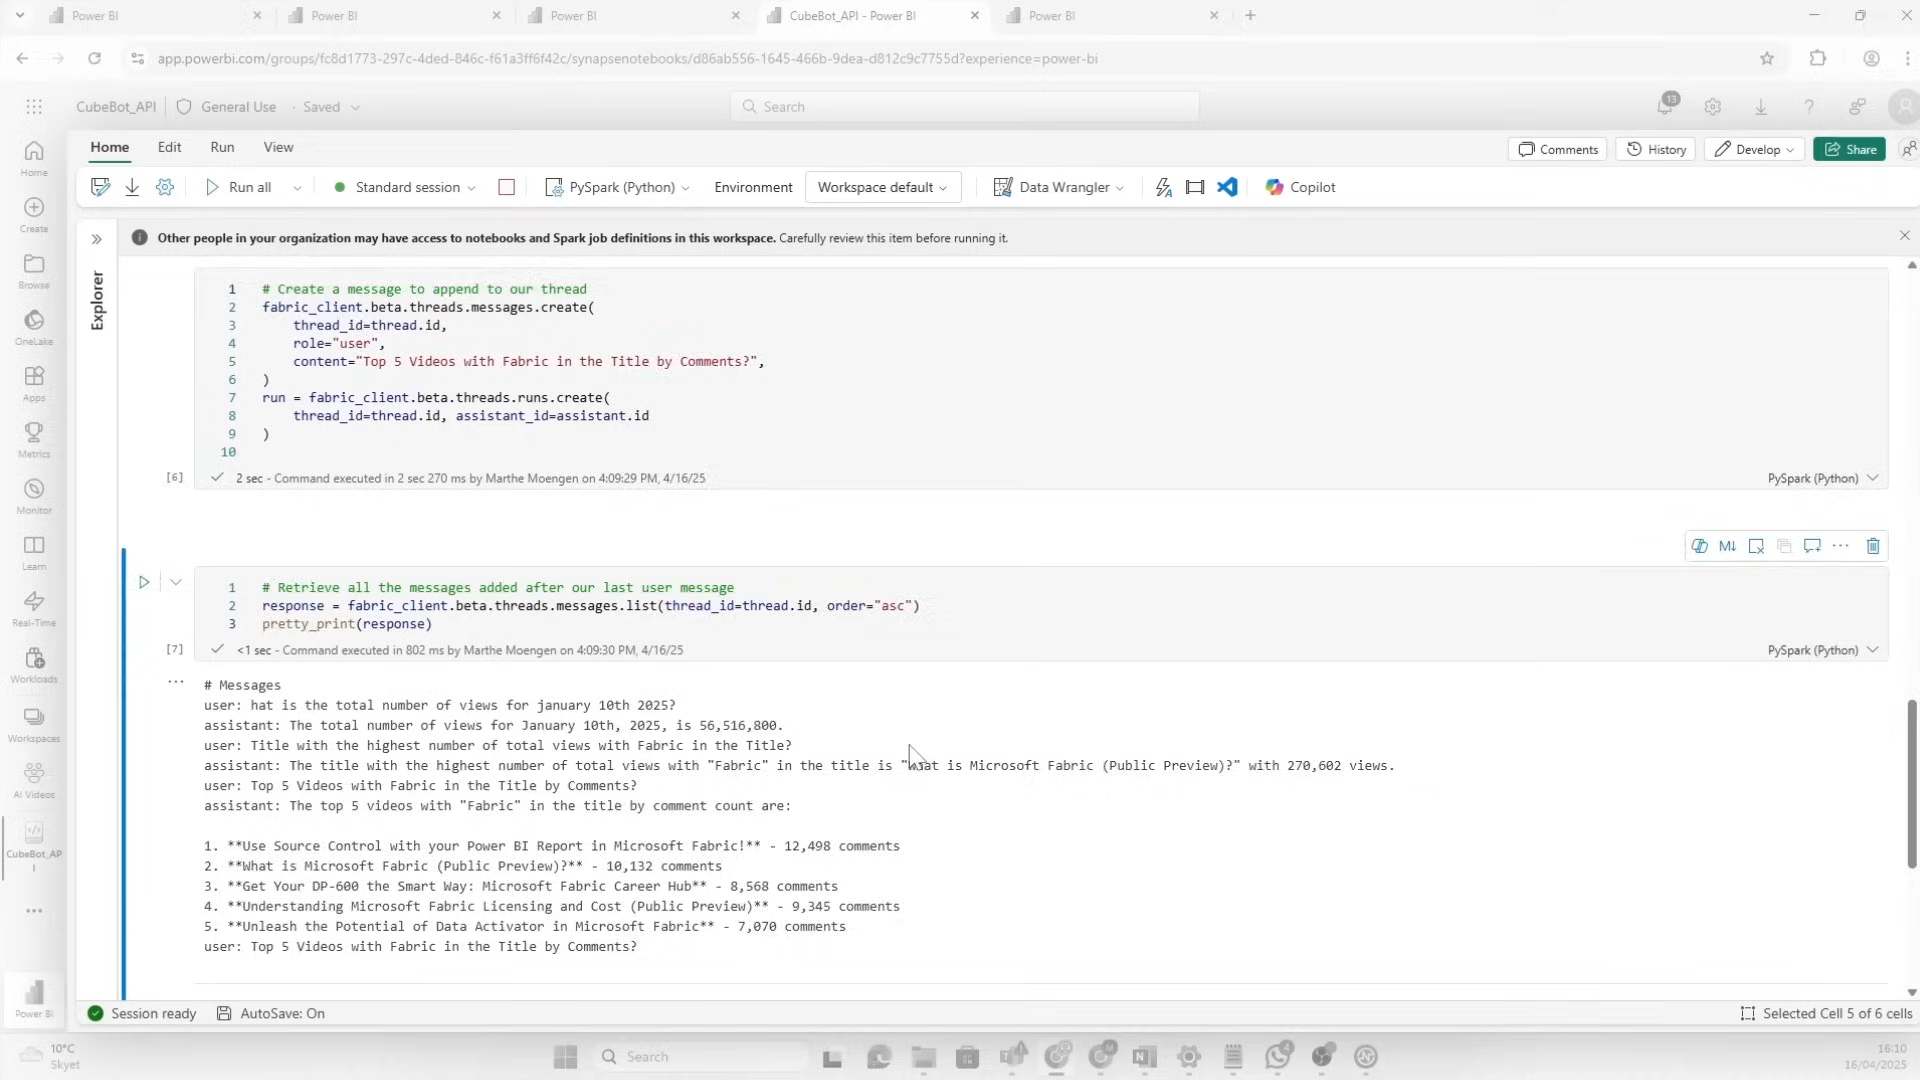 Power BI
Power BI
Power BI
CubeBot_API - Power BI
Power BI
app.powerbi.com/groups/fc8d1773-297c-4ded-846c-f61a3ff6f42c/synapsenotebooks/d86ab556-1645-466b-9dea-d812c9c7755d?experience=power-bi
CubeBot_API
General Use · Saved
Search
13
Home Edit Run View
Comments
History
Develop
Share
Run all
Standard session
PySpark (Python)
Environment
Workspace default
Data Wrangler
Copilot
Home
Create
Browse
OneLake
Apps
Metrics
Monitor
Learn
Real-Time
Workloads
Workspaces
AI Videos
CubeBot_AP
I
Power BI
Explorer
Other people in your organization may have access to notebooks and Spark job definitions in this workspace. Carefully review this item before running it.
1 # Create a message to append to our thread
2 fabric_client.beta.threads.messages.create(
3 thread_id=thread.id,
4 role="user",
5 content="Top 5 Videos with Fabric in the Title by Comments?",
6 )
7 run = fabric_client.beta.threads.runs.create(
8 thread_id=thread.id, assistant_id=assistant.id
9 )
10
[6] 2 sec - Command executed in 2 sec 270 ms by Marthe Moengen on 4:09:29 PM, 4/16/25 PySpark (Python)
M↓
1 # Retrieve all the messages added after our last user message
2 response = fabric_client.beta.threads.messages.list(thread_id=thread.id, order="asc")
3 pretty_print(response)
[7] <1 sec - Command executed in 802 ms by Marthe Moengen on 4:09:30 PM, 4/16/25 PySpark (Python)
# Messages
user: hat is the total number of views for january 10th 2025?
assistant: The total number of views for January 10th, 2025, is 56,516,800.
user: Title with the highest number of total views with Fabric in the Title?
assistant: The title with the highest number of total views with "Fabric" in the title is "What is Microsoft Fabric (Public Preview)?" with 270,602 views.
user: Top 5 Videos with Fabric in the Title by Comments?
assistant: The top 5 videos with "Fabric" in the title by comment count are:
1. **Use Source Control with your Power BI Report in Microsoft Fabric!** - 12,498 comments
2. **What is Microsoft Fabric (Public Preview)?** - 10,132 comments
3. **Get Your DP-600 the Smart Way: Microsoft Fabric Career Hub** - 8,568 comments
4. **Understanding Microsoft Fabric Licensing and Cost (Public Preview)** - 9,345 comments
5. **Unleash the Potential of Data Activator in Microsoft Fabric** - 7,070 comments
user: Top 5 Videos with Fabric in the Title by Comments?
Session ready
AutoSave: On
Selected Cell 5 of 6 cells
10°C
Skyet
Search
16:10
16/04/2025